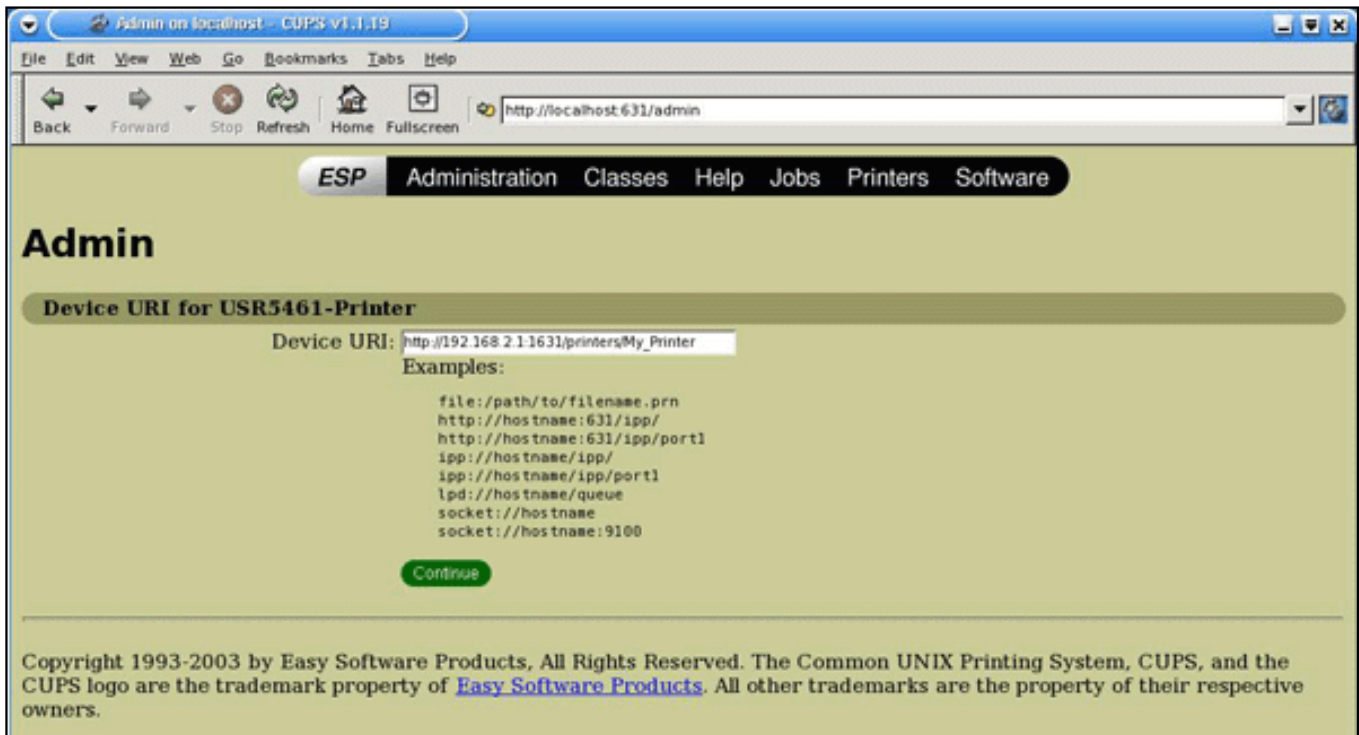 Admin on localhost - CUPS v1.1.19
File Edit View Web Go Bookmarks Tabs Help
Back Forward Stop Refresh Home Fullscreen
http://localhost:631/admin
ESP Administration Classes Help Jobs Printers Software
Admin
Device URI for USR5461-Printer
Device URI: http://192.168.2.1:1631/printers/My_Printer
Examples:
file:/path/to/filename.prn
http://hostname:631/ipp/
http://hostname:631/ipp/port1
ipp://hostname/ipp/
ipp://hostname/ipp/port1
lpd://hostname/queue
socket://hostname
socket://hostname:9100
Continue
Copyright 1993-2003 by Easy Software Products, All Rights Reserved. The Common UNIX Printing System, CUPS, and the
CUPS logo are the trademark property of Easy Software Products. All other trademarks are the property of their respective
owners.